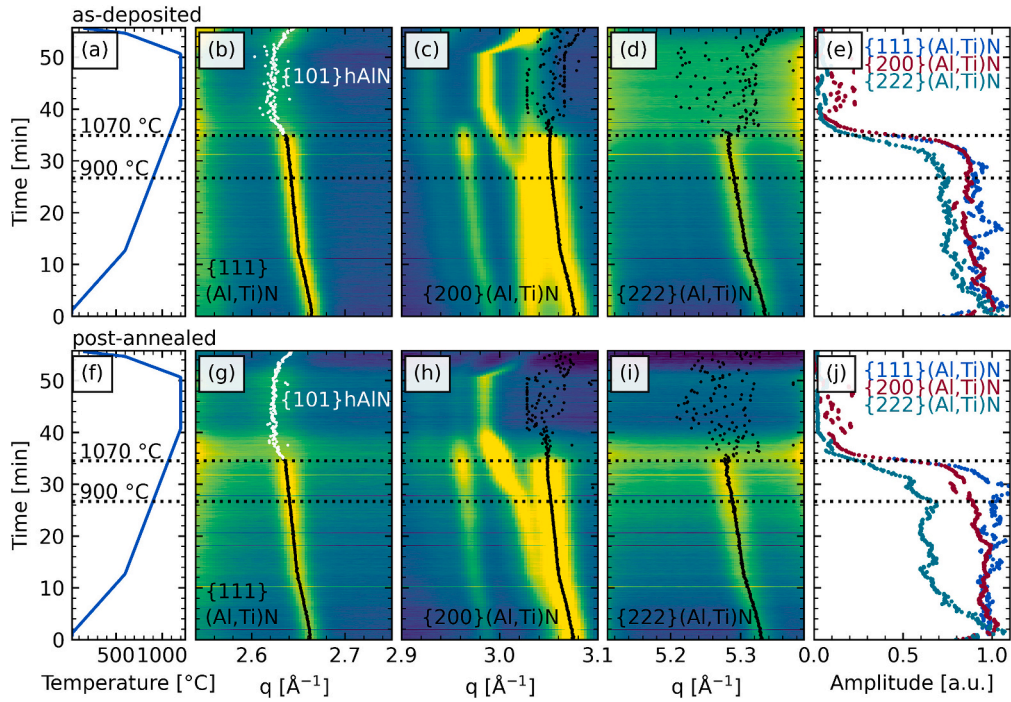 as-deposited
(a) (b) (c) (d) (e)
{101}hAlN
{111}(Al,Ti)N
{200}(Al,Ti)N
{222}(Al,Ti)N
50
40
1070 °C
30
900 °C
20
10
0
Time [min]
{111}
(Al,Ti)N
{200}(Al,Ti)N
{222}(Al,Ti)N
post-annealed
(f) (g) (h) (i) (j)
{101}hAlN
{111}(Al,Ti)N
{200}(Al,Ti)N
{222}(Al,Ti)N
50
40
1070 °C
30
900 °C
20
10
0
Time [min]
{111}
(Al,Ti)N
{200}(Al,Ti)N
{222}(Al,Ti)N
500 1000 2.6 2.7 2.9 3.0 3.1 5.2 5.3 0.0 0.5 1.0
Temperature [°C] q [Å⁻¹] q [Å⁻¹] q [Å⁻¹] Amplitude [a.u.]